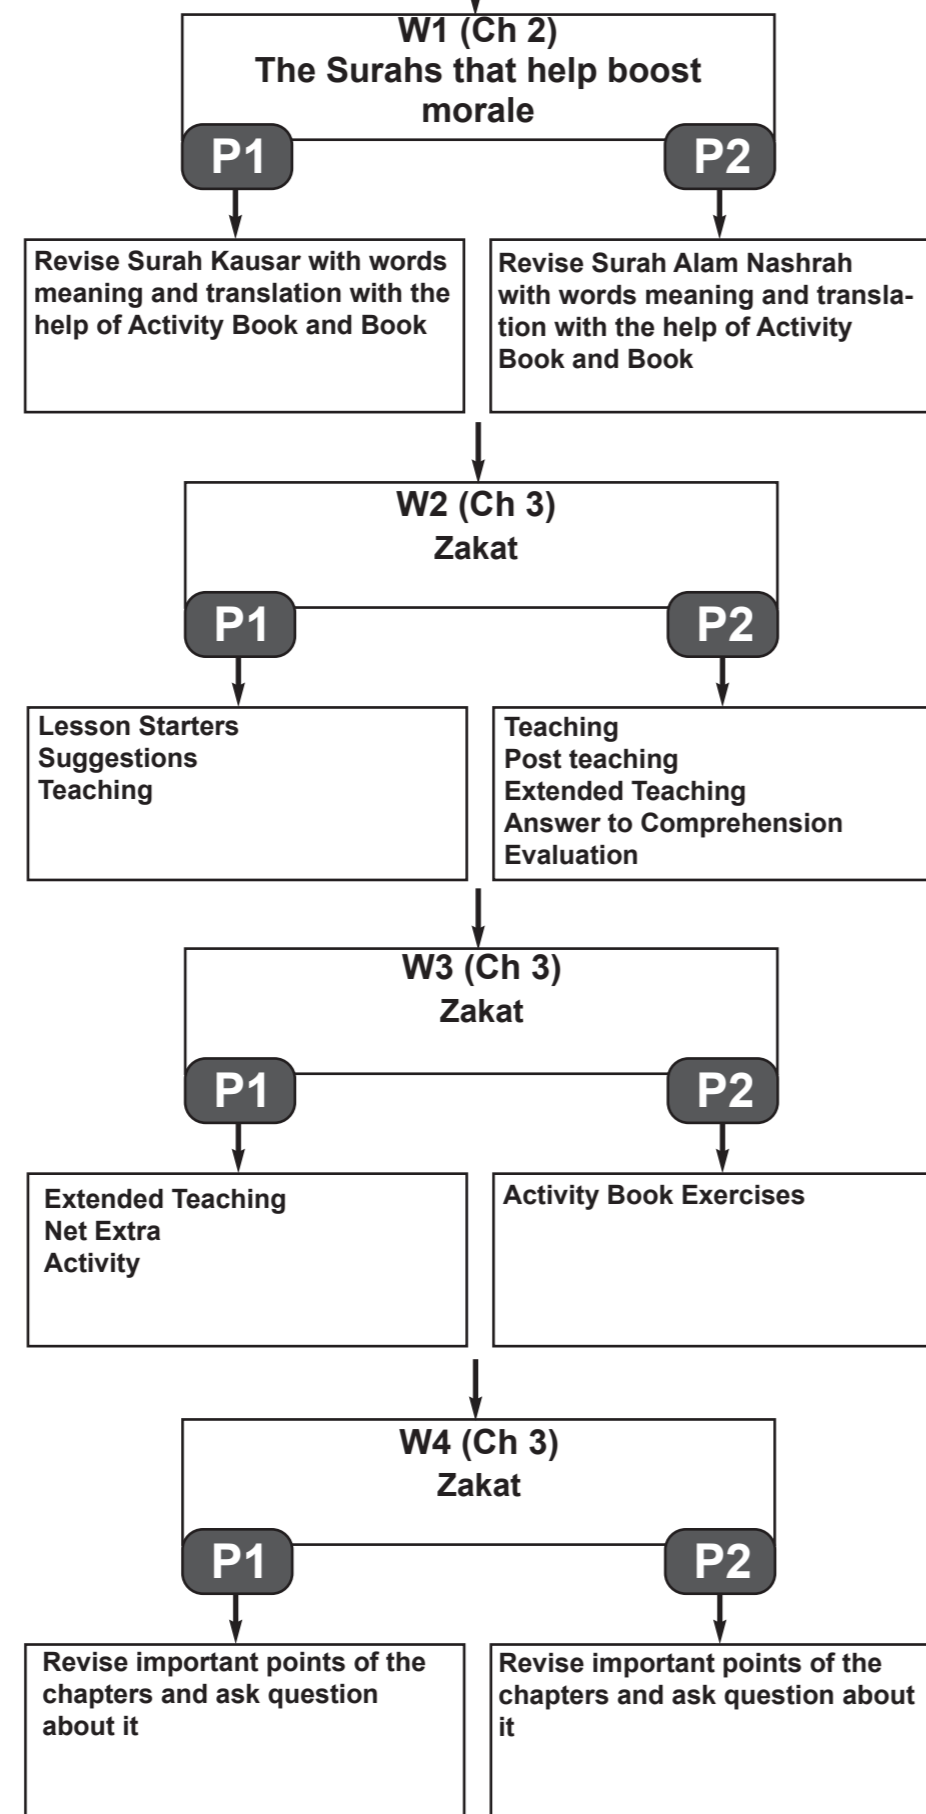 W1 (Ch 2)
The Surahs that help boost
morale
P1
P2
Revise Surah Kausar with words
meaning and translation with the
help of Activity Book and Book
Revise Surah Alam Nashrah
with words meaning and transla-
tion with the help of Activity
Book and Book
W2 (Ch 3)
Zakat
P1
P2
Lesson Starters
Suggestions
Teaching
Teaching
Post teaching
Extended Teaching
Answer to Comprehension
Evaluation
W3 (Ch 3)
Zakat
P1
P2
Extended Teaching
Net Extra
Activity
Activity Book Exercises
W4 (Ch 3)
Zakat
P1
P2
Revise important points of the
chapters and ask question
about it
Revise important points of the
chapters and ask question about
it